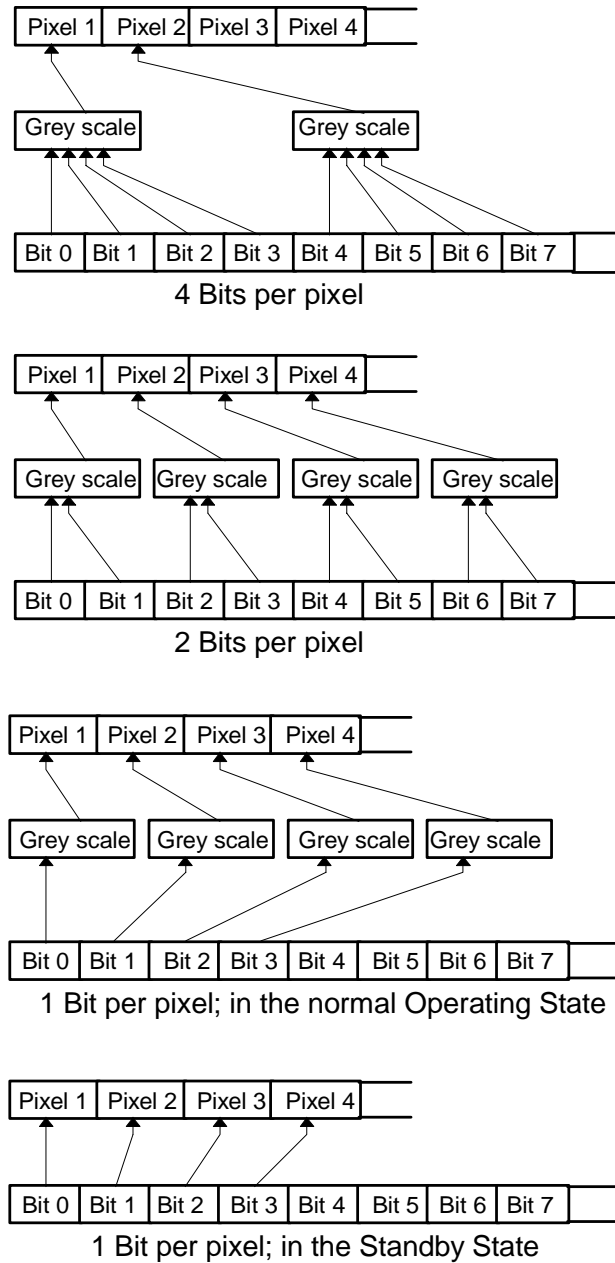 Pixel 1 Pixel 2 Pixel 3 Pixel 4
Grey scale Grey scale
Bit 0 Bit 1 Bit 2 Bit 3 Bit 4 Bit 5 Bit 6 Bit 7
4 Bits per pixel
Pixel 1 Pixel 2 Pixel 3 Pixel 4
Grey scale Grey scale Grey scale Grey scale
Bit 0 Bit 1 Bit 2 Bit 3 Bit 4 Bit 5 Bit 6 Bit 7
2 Bits per pixel
Pixel 1 Pixel 2 Pixel 3 Pixel 4
Grey scale Grey scale Grey scale Grey scale
Bit 0 Bit 1 Bit 2 Bit 3 Bit 4 Bit 5 Bit 6 Bit 7
1 Bit per pixel; in the normal Operating State
Pixel 1 Pixel 2 Pixel 3 Pixel 4
Bit 0 Bit 1 Bit 2 Bit 3 Bit 4 Bit 5 Bit 6 Bit 7
1 Bit per pixel; in the Standby State